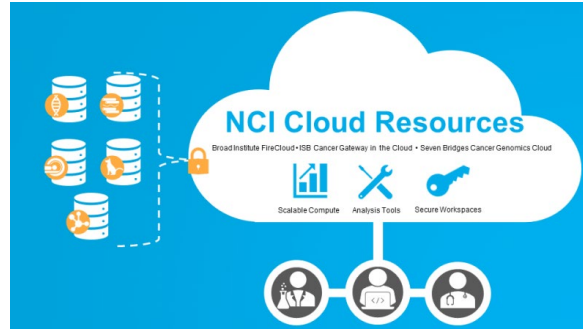 NCI Cloud Resources
Broad Institute FireCloud • ISB Cancer Gateway in the Cloud • Seven Bridges Cancer Genomics Cloud
Scalable Compute Analysis Tools Secure Workspaces
</>